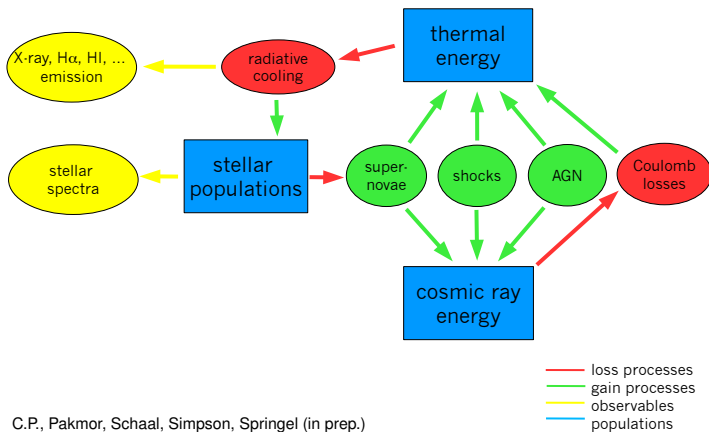 X-ray, Hα, HI, ...
emission
radiative
cooling
thermal
energy
stellar
spectra
stellar
populations
super-
novae
shocks
AGN
Coulomb
losses
cosmic ray
energy
loss processes
gain processes
observables
populations
C.P., Pakmor, Schaal, Simpson, Springel (in prep.)